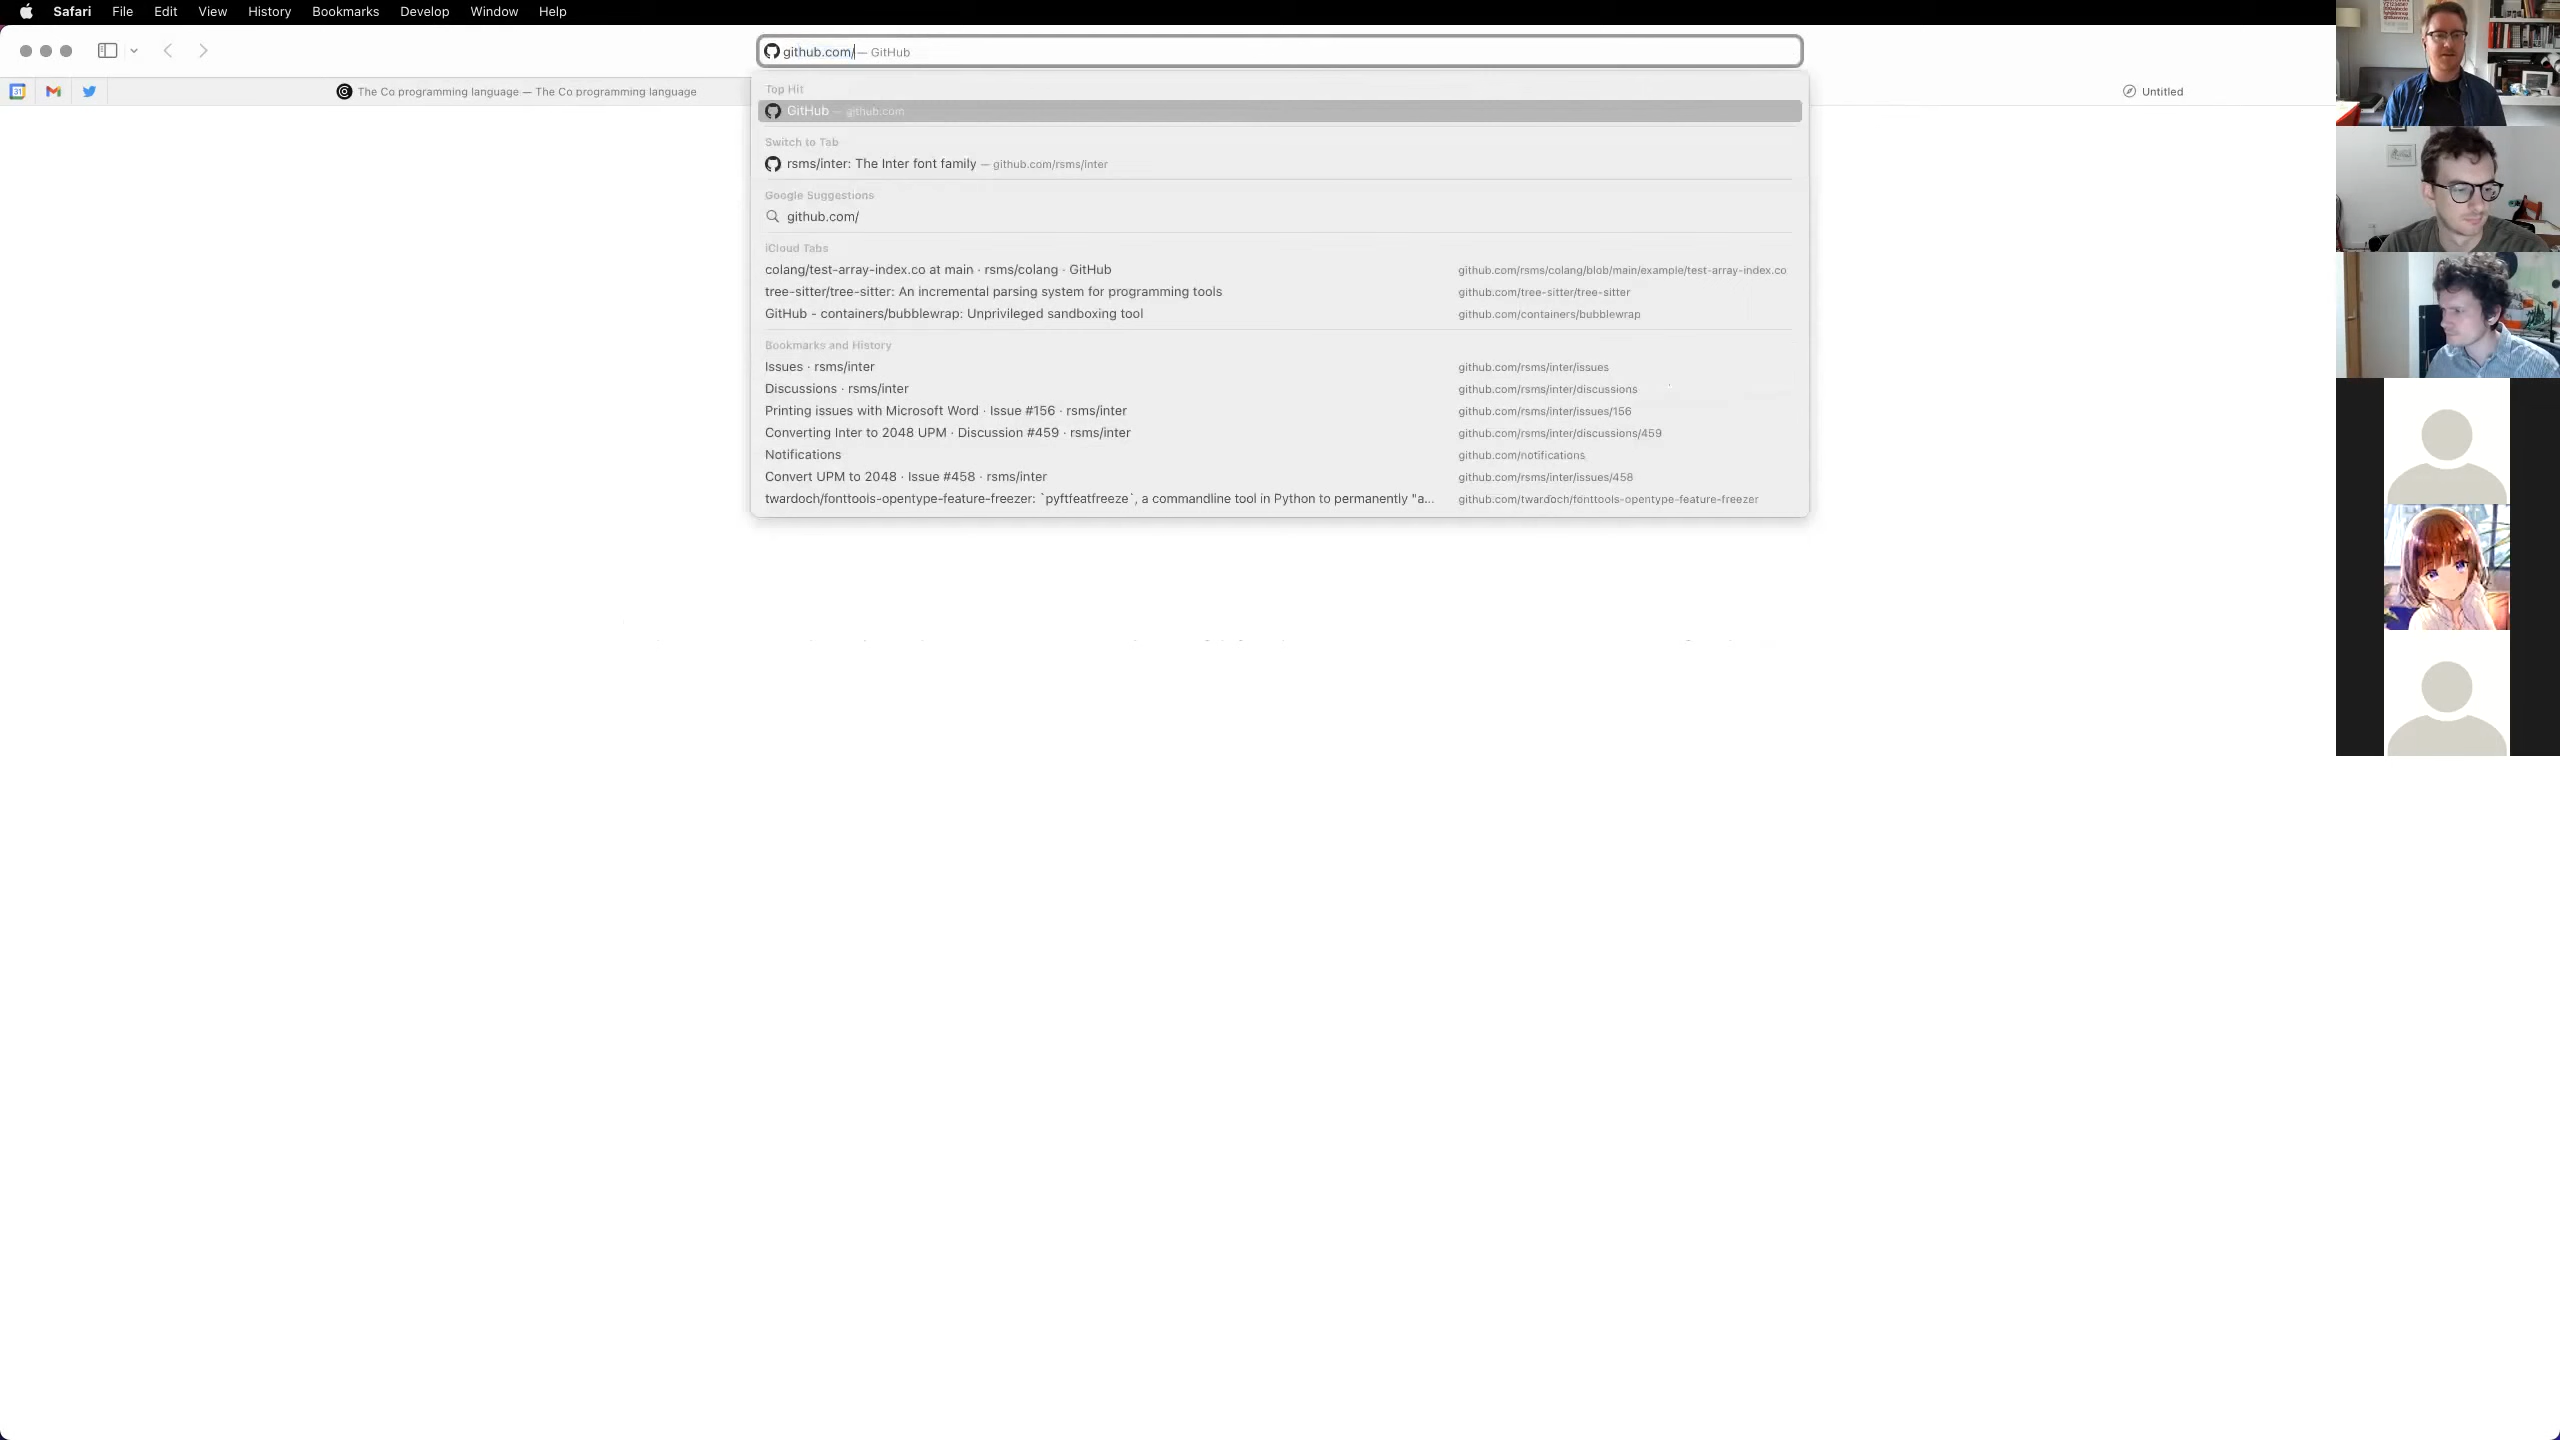 Safari File Edit View History Bookmarks Develop Window Help
github.com/ — GitHub
The Co programming language — The Co programming language
Untitled
Top Hit
GitHub — github.com
Switch to Tab
rsms/inter: The Inter font family — github.com/rsms/inter
Google Suggestions
github.com/
iCloud Tabs
colang/test-array-index.co at main · rsms/colang · GitHub github.com/rsms/colang/blob/main/example/test-array-index.co
tree-sitter/tree-sitter: An incremental parsing system for programming tools github.com/tree-sitter/tree-sitter
GitHub - containers/bubblewrap: Unprivileged sandboxing tool github.com/containers/bubblewrap
Bookmarks and History
Issues · rsms/inter github.com/rsms/inter/issues
Discussions · rsms/inter github.com/rsms/inter/discussions
Printing issues with Microsoft Word · Issue #156 · rsms/inter github.com/rsms/inter/issues/156
Converting Inter to 2048 UPM · Discussion #459 · rsms/inter github.com/rsms/inter/discussions/459
Notifications github.com/notifications
Convert UPM to 2048 · Issue #458 · rsms/inter github.com/rsms/inter/issues/458
twardoch/fonttools-opentype-feature-freezer: `pyftfeatfreeze`, a commandline tool in Python to permanently "a... github.com/twardoch/fonttools-opentype-feature-freezer